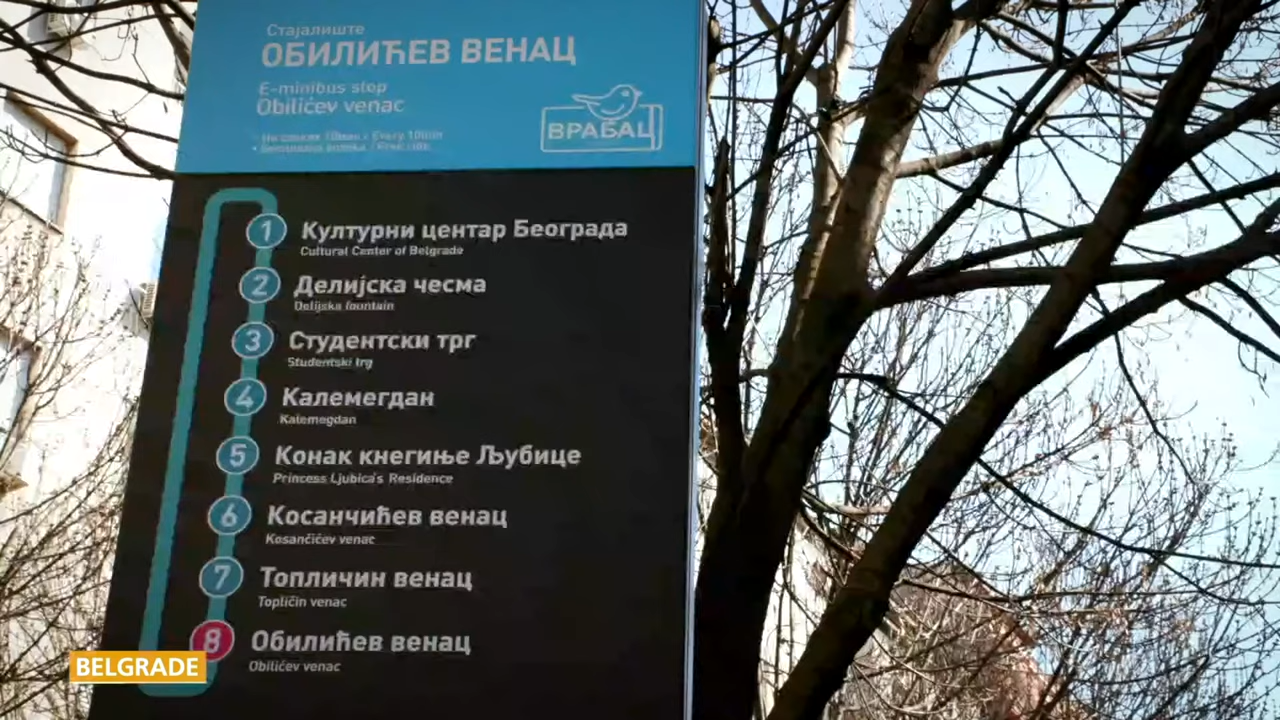 Стајалиште
ОБИЛИЋЕВ ВЕНАЦ
E-minibus stop
Obilićev venac
ВРАБАЦ
1 Културни центар Београда
Cultural Center of Belgrade
2 Делијска чесма
Delijska fountain
3 Студентски трг
Studentski trg
4 Калемегдан
Kalemegdan
5 Конак кнегиње Љубице
Princess Ljubica's Residence
6 Косанчићев венац
Kosančićev venac
7 Топличин венац
Topličin venac
8 Обилићев венац
Obilićev venac
BELGRADE